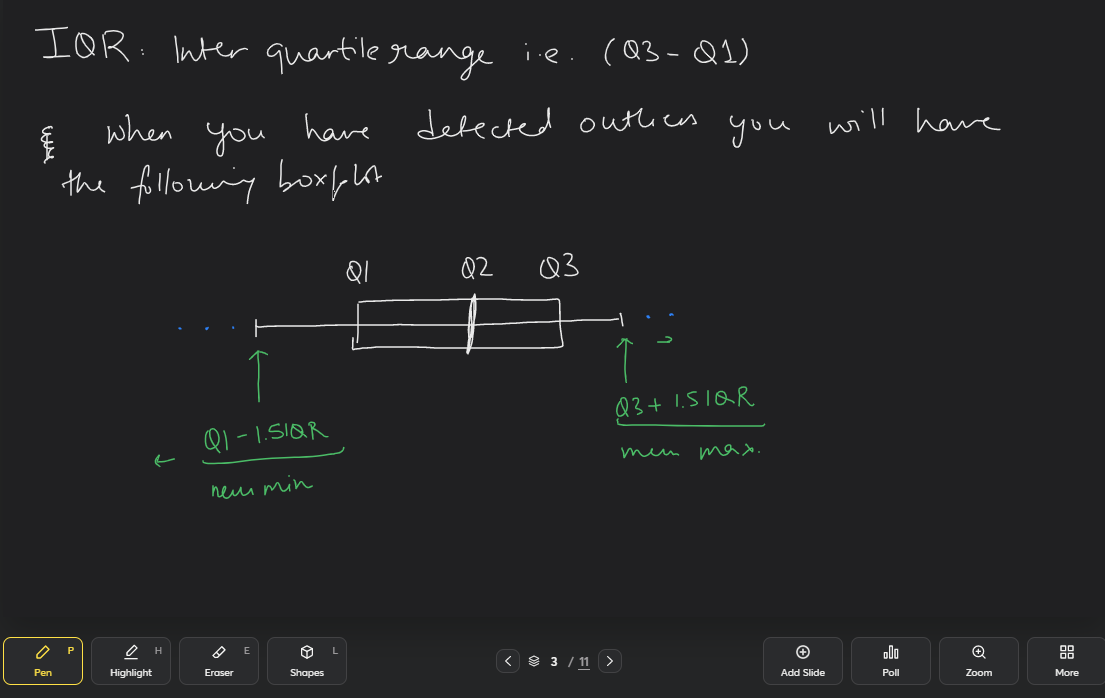 IQR: Inter quartile range i.e. (Q3 - Q1)
when you have detected outliers you will have
the following boxplot
Q1 Q2 Q3
Q1 - 1.5IQR
new min
Q3 + 1.5IQR
new max.
P
Pen
H
Highlight
E
Eraser
L
Shapes
3 / 11
Add Slide
Poll
Zoom
More